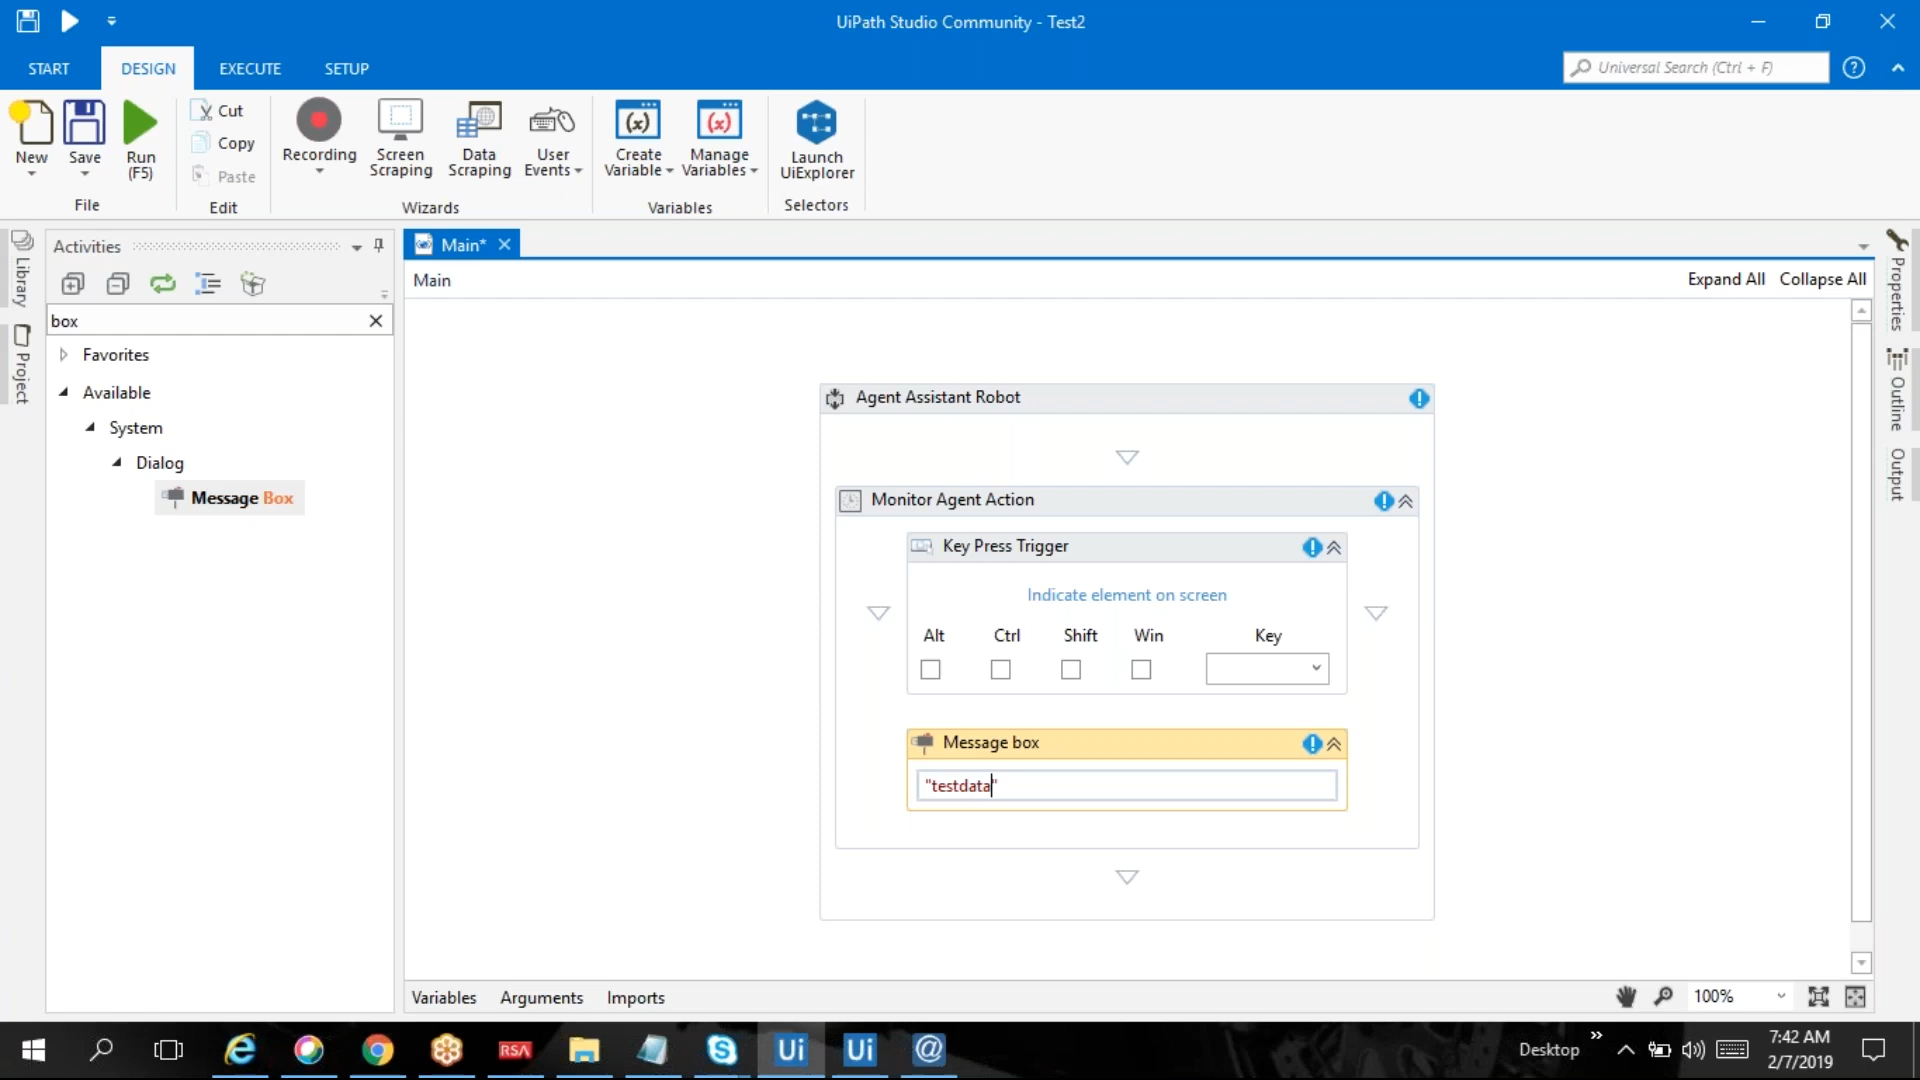 UiPath Studio Community - Test2
START
DESIGN
EXECUTE
SETUP
Universal Search (Ctrl + F)
New
Save
Run
(F5)
File
Cut
Copy
Paste
Edit
Recording
Screen
Scraping
Data
Scraping
User
Events
Wizards
Create
Variable
Manage
Variables
Variables
Launch
UiExplorer
Selectors
Library
Project
Activities
box
Favorites
Available
System
Dialog
Message Box
Main*
Main
Expand All
Collapse All
Agent Assistant Robot
Monitor Agent Action
Key Press Trigger
Indicate element on screen
Alt
Ctrl
Shift
Win
Key
Message box
"testdata"
Properties
Outline
Output
Variables
Arguments
Imports
100%
RSA
Ui
Ui
@
Desktop
7:42 AM
2/7/2019